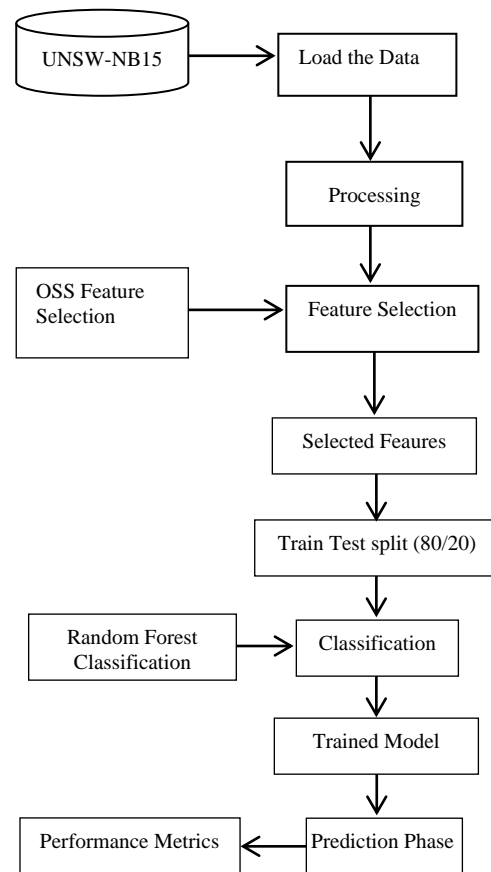 UNSW-NB15
Load the Data
Processing
OSS Feature
Selection
Feature Selection
Selected Feaures
Train Test split (80/20)
Random Forest
Classification
Classification
Trained Model
Performance Metrics
Prediction Phase